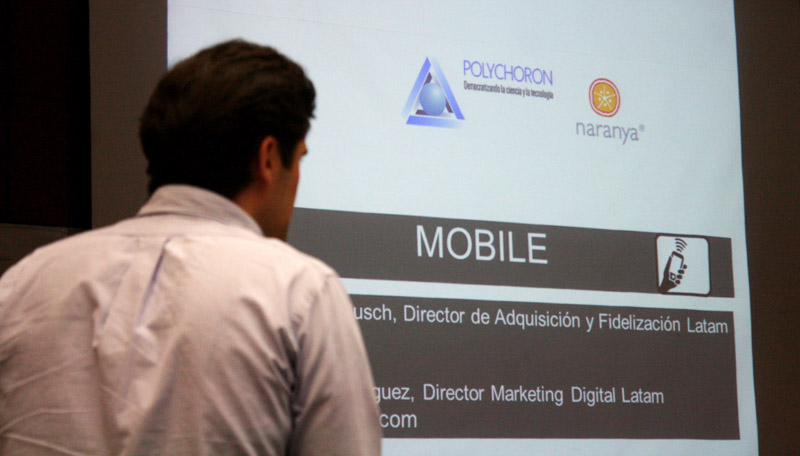 POLYCHORON
Democratizando la ciencia y la tecnología
naranya®
MOBILE
usch, Director de Adquisición y Fidelización Latam
guez, Director Marketing Digital Latam
.com